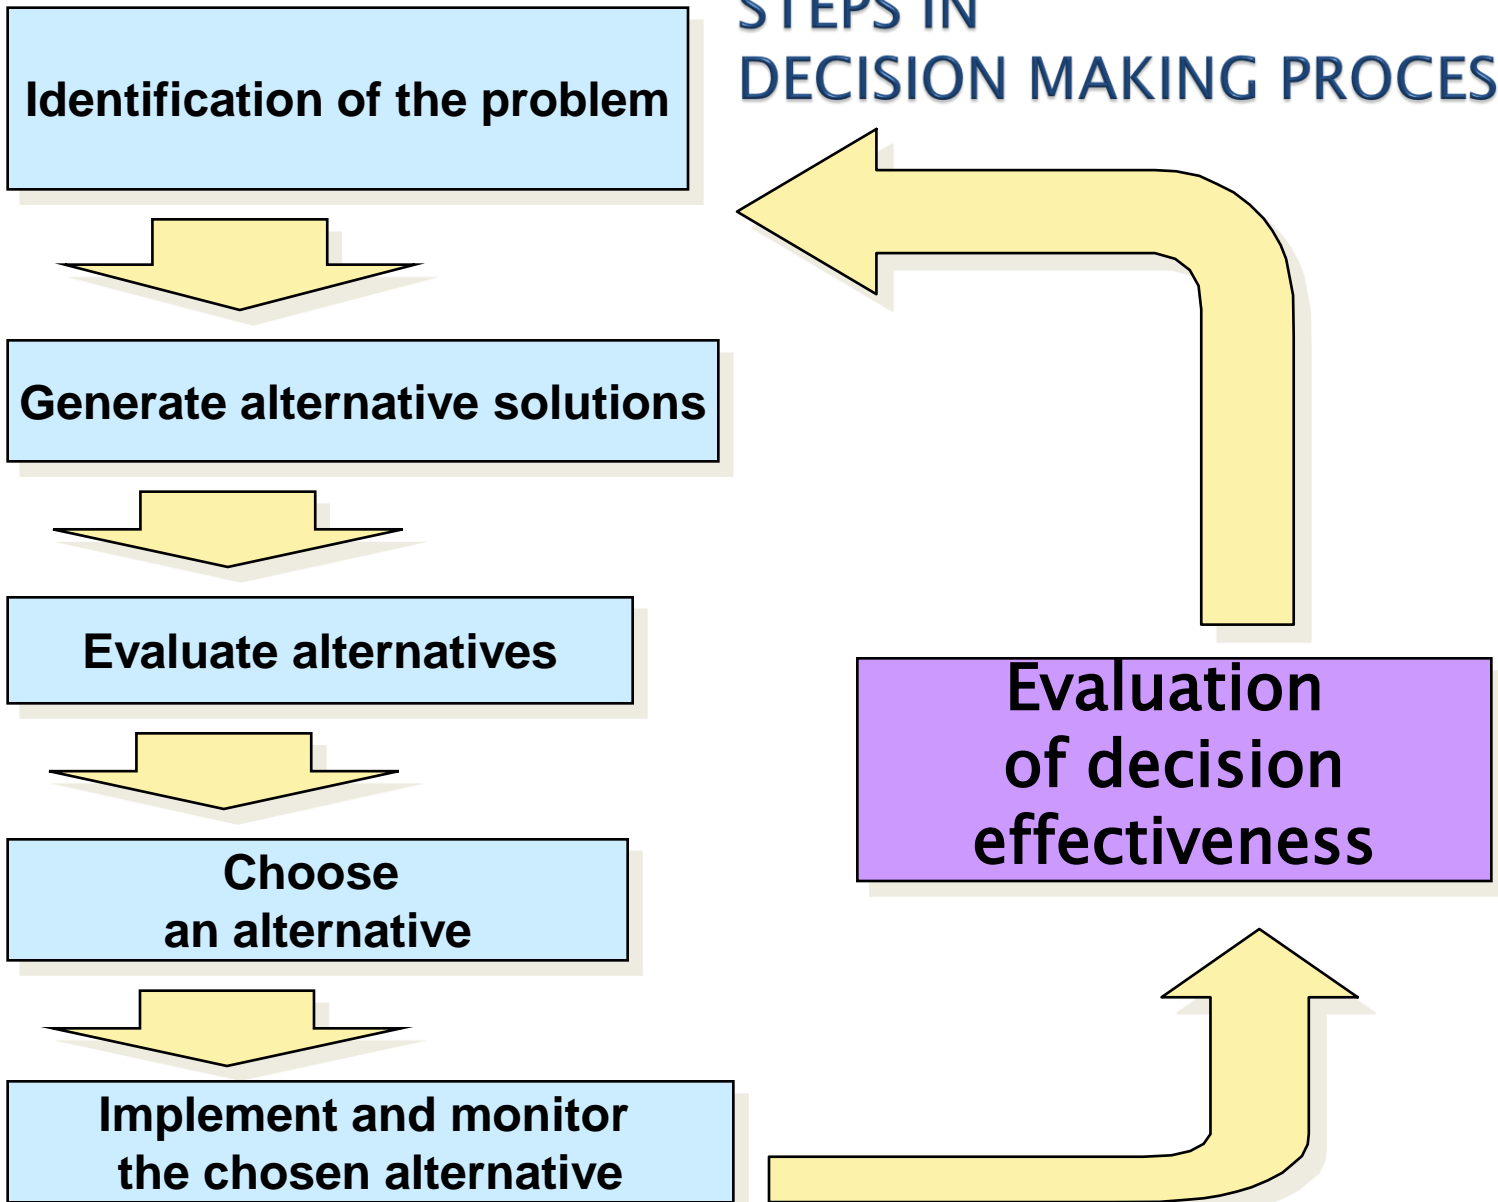 STEPS IN
DECISION MAKING PROCES
Identification of the problem
Generate alternative solutions
Evaluate alternatives
Choose
an alternative
Implement and monitor
the chosen alternative
Evaluation
of decision
effectiveness